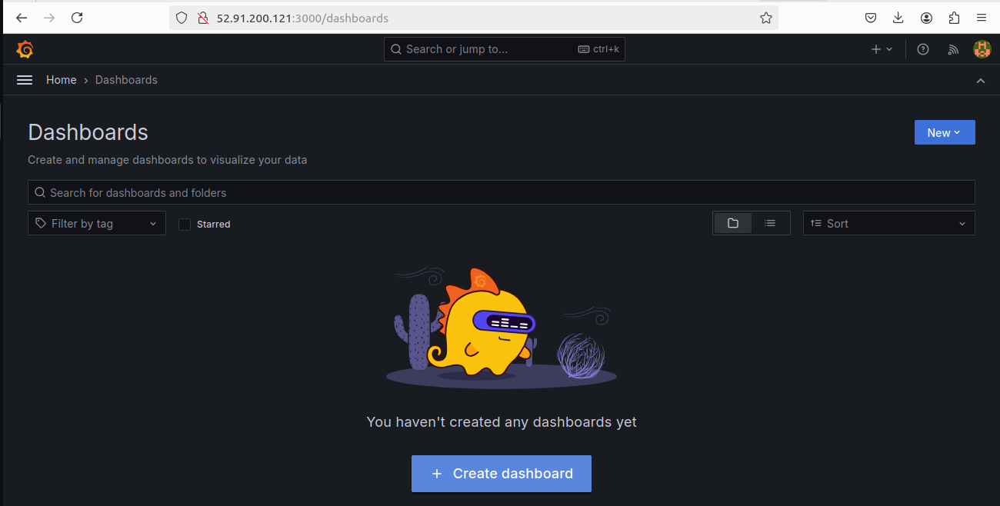 52.91.200.121:3000/dashboards
Search or jump to... ctrl+k
Home › Dashboards
Dashboards
New
Create and manage dashboards to visualize your data
Search for dashboards and folders
Filter by tag Starred Sort
You haven't created any dashboards yet
+ Create dashboard